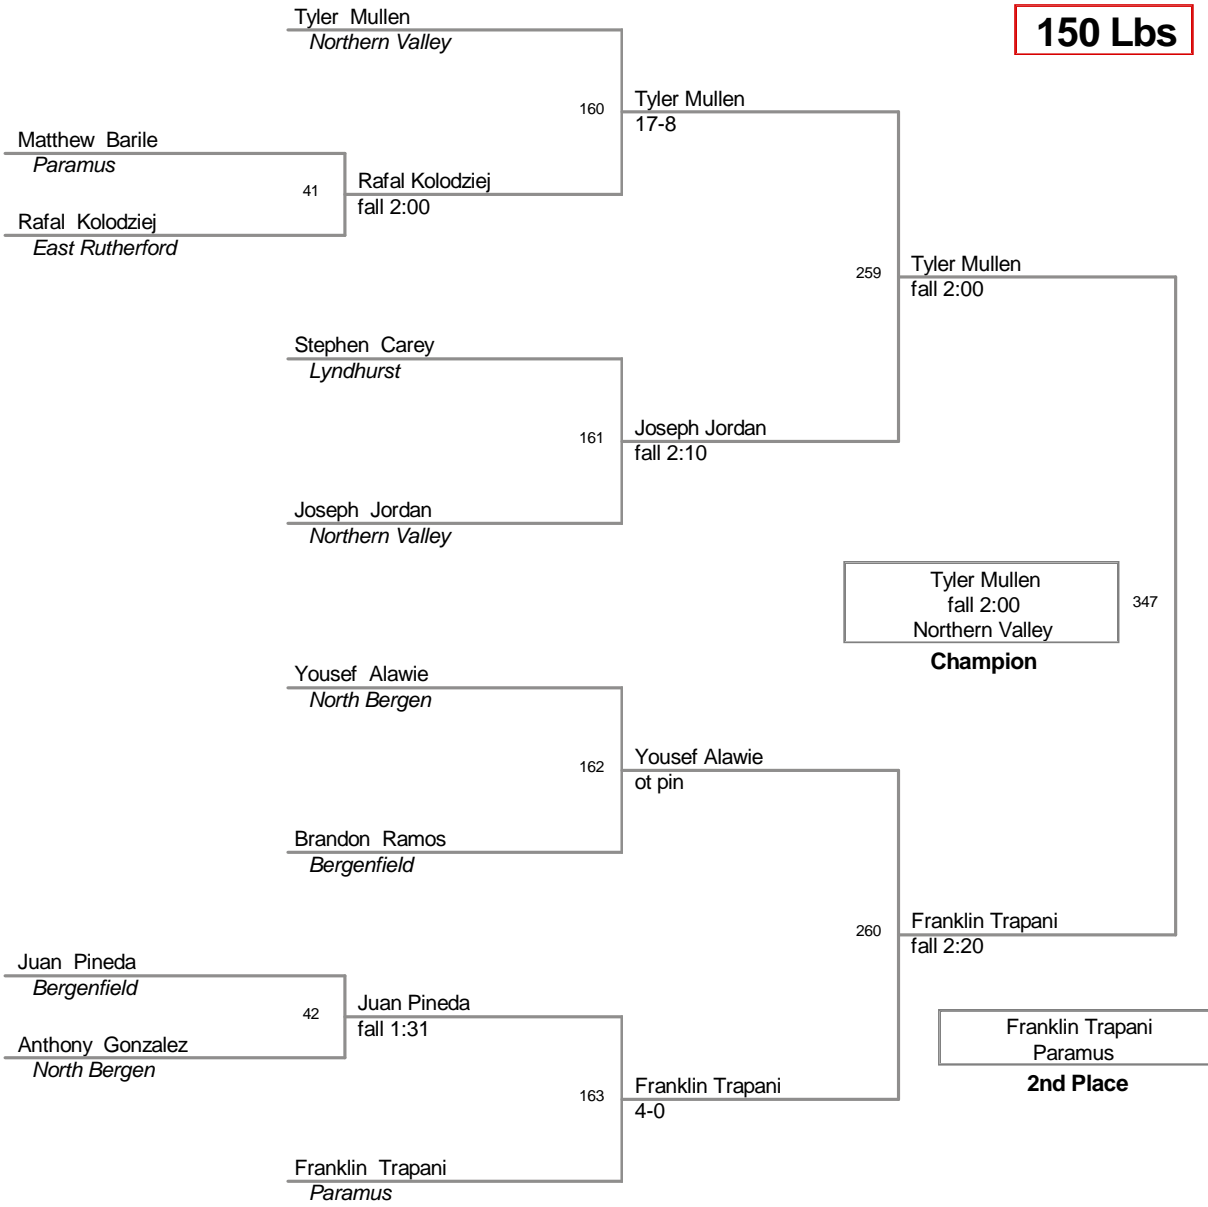 Tyler Mullen
Northern Valley
150 Lbs
160
Tyler Mullen
17-8
Matthew Barile
Paramus
41
Rafal Kolodziej
fall 2:00
Rafal Kolodziej
East Rutherford
259
Tyler Mullen
fall 2:00
Stephen Carey
Lyndhurst
161
Joseph Jordan
fall 2:10
Joseph Jordan
Northern Valley
Tyler Mullen
fall 2:00
Northern Valley
347
Champion
Yousef Alawie
North Bergen
162
Yousef Alawie
ot pin
Brandon Ramos
Bergenfield
260
Franklin Trapani
fall 2:20
Juan Pineda
Bergenfield
42
Juan Pineda
fall 1:31
Anthony Gonzalez
North Bergen
Franklin Trapani
Paramus
2nd Place
163
Franklin Trapani
4-0
Franklin Trapani
Paramus